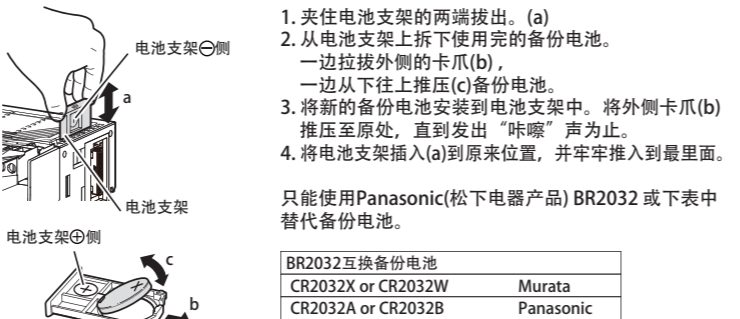 电池支架⊖侧
a
电池支架
电池支架⊕侧
c
b
1. 夹住电池支架的两端拔出。(a)
2. 从电池支架上拆下使用完的备份电池。
一边拉拔外侧的卡爪(b) ,
一边从下往上推压(c)备份电池。
3. 将新的备份电池安装到电池支架中。将外侧卡爪(b)
推压至原处，直到发出“咔嚓”声为止。
4. 将电池支架插入(a)到原来位置，并牢牢推入到最里面。
只能使用Panasonic(松下电器产品) BR2032 或下表中
替代备份电池。
BR2032互换备份电池
CR2032X or CR2032W Murata
CR2032A or CR2032B Panasonic